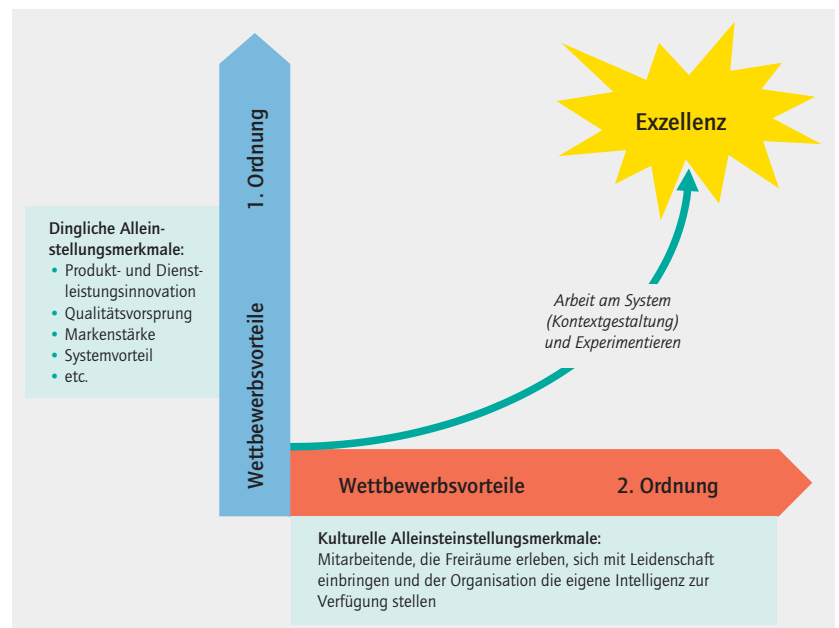 Exzellenz
1. Ordnung
Wettbewerbsvorteile
Dingliche Allein-
stellungsmerkmale:
• Produkt- und Dienst-
leistungsinnovation
• Qualitätsvorsprung
• Markenstärke
• Systemvorteil
• etc.
Arbeit am System
(Kontextgestaltung)
und Experimentieren
Wettbewerbsvorteile 2. Ordnung
Kulturelle Alleinsteinstellungsmerkmale:
Mitarbeitende, die Freiräume erleben, sich mit Leidenschaft
einbringen und der Organisation die eigene Intelligenz zur
Verfügung stellen